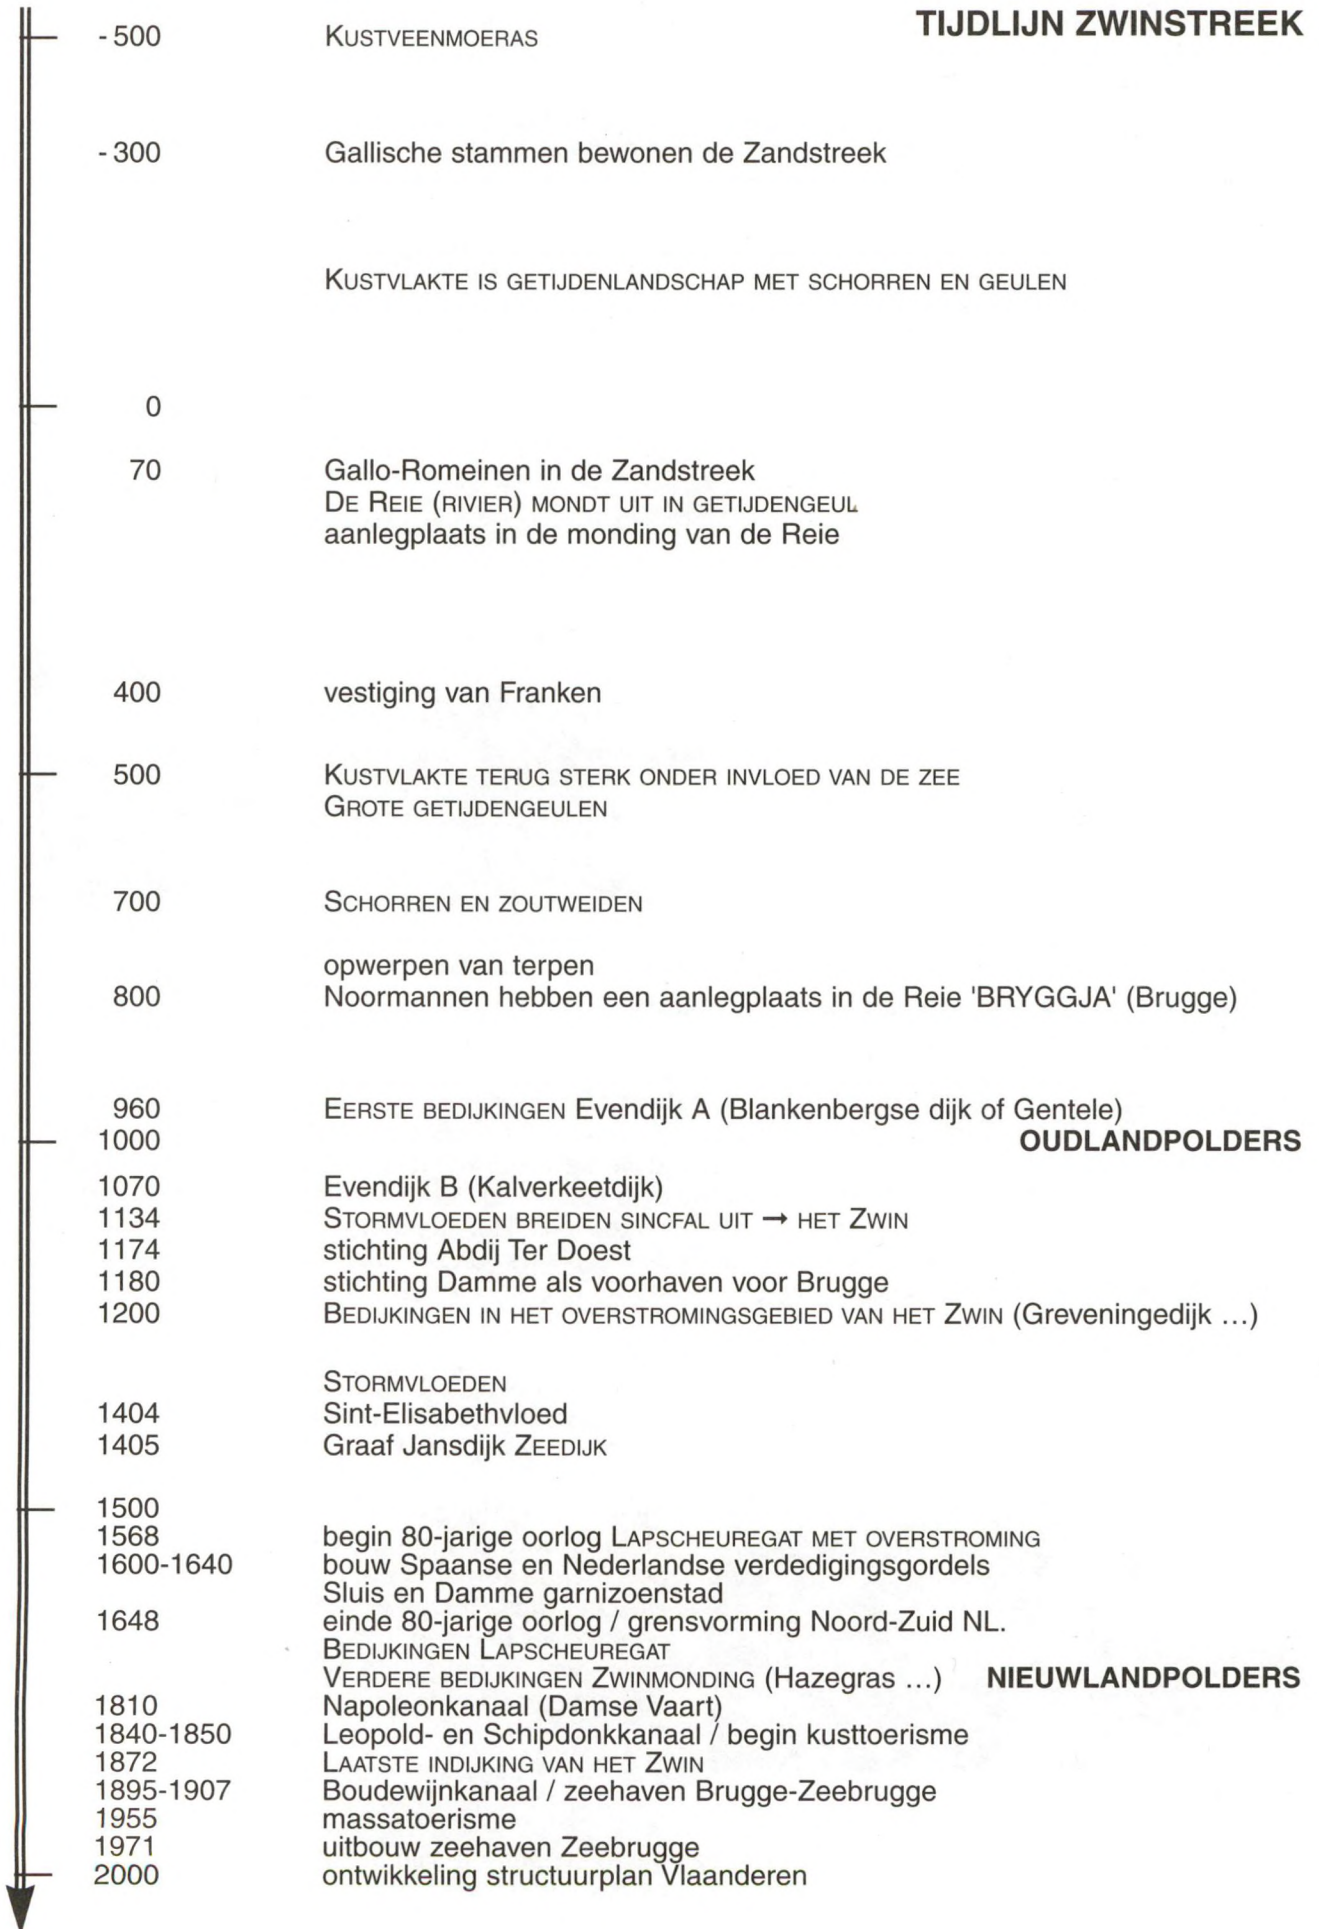 TIJDLIJN ZWINSTREEK
- 500 KUSTVEENMOERAS
- 300 Gallische stammen bewonen de Zandstreek
KUSTVLAKTE IS GETIJDENLANDSCHAP MET SCHORREN EN GEULEN
0
70 Gallo-Romeinen in de Zandstreek
DE REIE (RIVIER) MONDT UIT IN GETIJDENGEUL
aanlegplaats in de monding van de Reie
400 vestiging van Franken
500 KUSTVLAKTE TERUG STERK ONDER INVLOED VAN DE ZEE
GROTE GETIJDENGEULEN
700 SCHORREN EN ZOUTWEIDEN
opwerpen van terpen
800 Noormannen hebben een aanlegplaats in de Reie 'BRYGGJA' (Brugge)
960 EERSTE BEDIJKINGEN Evendijk A (Blankenbergse dijk of Gentele)
1000 OUDLANDPOLDERS
1070 Evendijk B (Kalverkeetdijk)
1134 STORMVLOEDEN BREIDEN SINCFAL UIT → HET ZWIN
1174 stichting Abdij Ter Doest
1180 stichting Damme als voorhaven voor Brugge
1200 BEDIJKINGEN IN HET OVERSTROMINGSGEBIED VAN HET ZWIN (Greveningedijk ...)
STORMVLOEDEN
1404 Sint-Elisabethvloed
1405 Graaf Jansdijk ZEEDIJK
1500
1568 begin 80-jarige oorlog LAPSCHEUREGAT MET OVERSTROMING
1600-1640 bouw Spaanse en Nederlandse verdedigingsgordels
Sluis en Damme garnizoenstad
1648 einde 80-jarige oorlog / grensvorming Noord-Zuid NL.
BEDIJKINGEN LAPSCHEUREGAT
VERDERE BEDIJKINGEN ZWINMONDING (Hazegras ...) NIEUWLANDPOLDERS
1810 Napoleonkanaal (Damse Vaart)
1840-1850 Leopold- en Schipdonkkanaal / begin kusttoerisme
1872 LAATSTE INDIJKING VAN HET ZWIN
1895-1907 Boudewijnkanaal / zeehaven Brugge-Zeebrugge
1955 massatoerisme
1971 uitbouw zeehaven Zeebrugge
2000 ontwikkeling structuurplan Vlaanderen